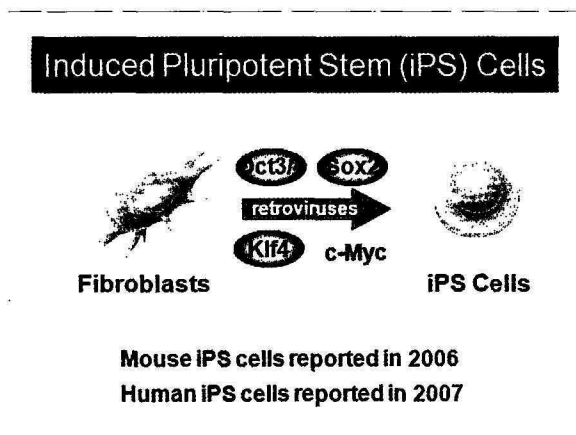 Induced Pluripotent Stem (iPS) Cells
Oct3/ Sox2
retroviruses
Klf4 c-Myc
Fibroblasts iPS Cells
Mouse iPS cells reported in 2006
Human iPS cells reported in 2007